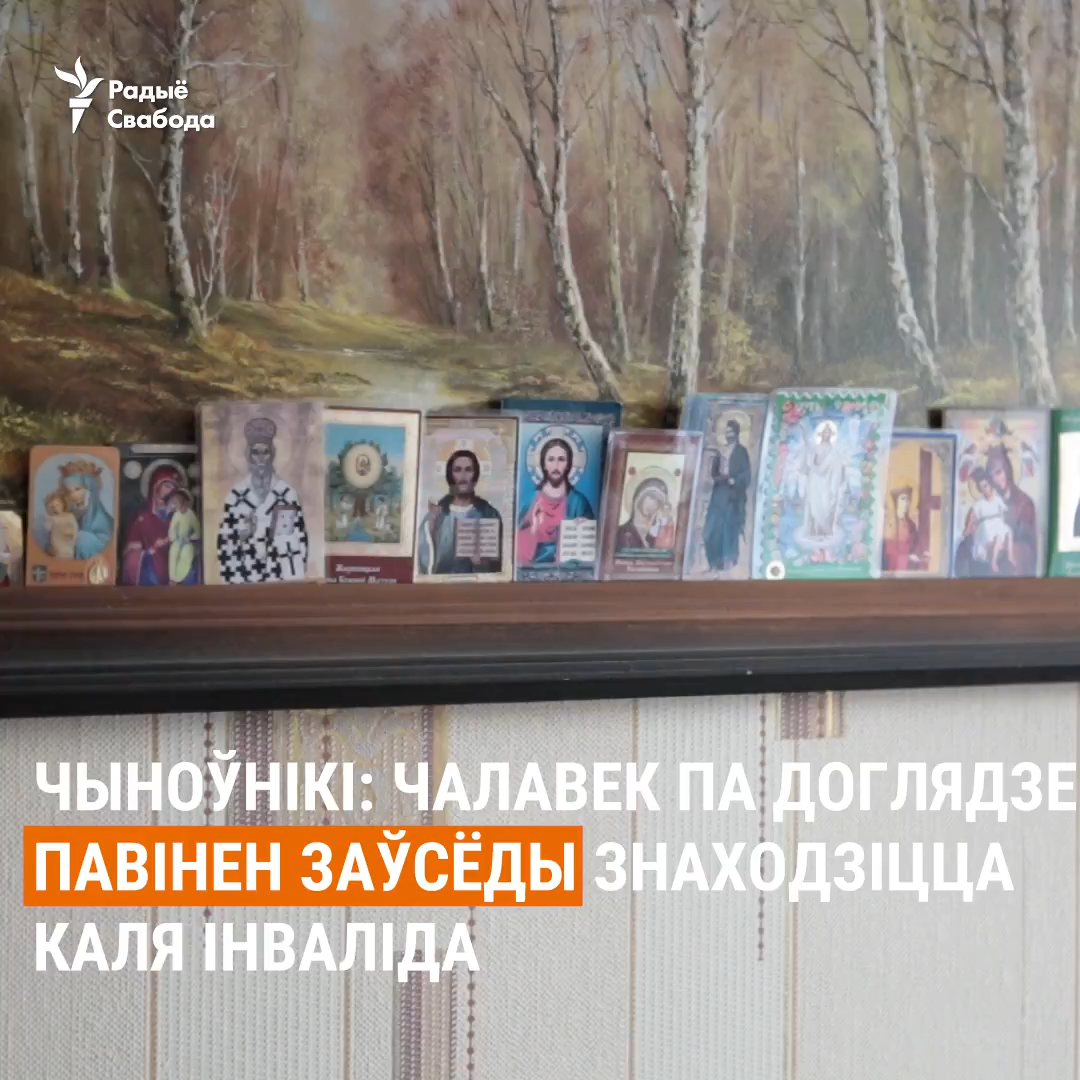 Радыё
Свабода
ЧЫНОЎНІКІ: ЧАЛАВЕК ПА ДОГЛЯДЗЕ
ПАВІНЕН ЗАЎСЁДЫ ЗНАХОДЗІЦЦА
КАЛЯ ІНВАЛІДА